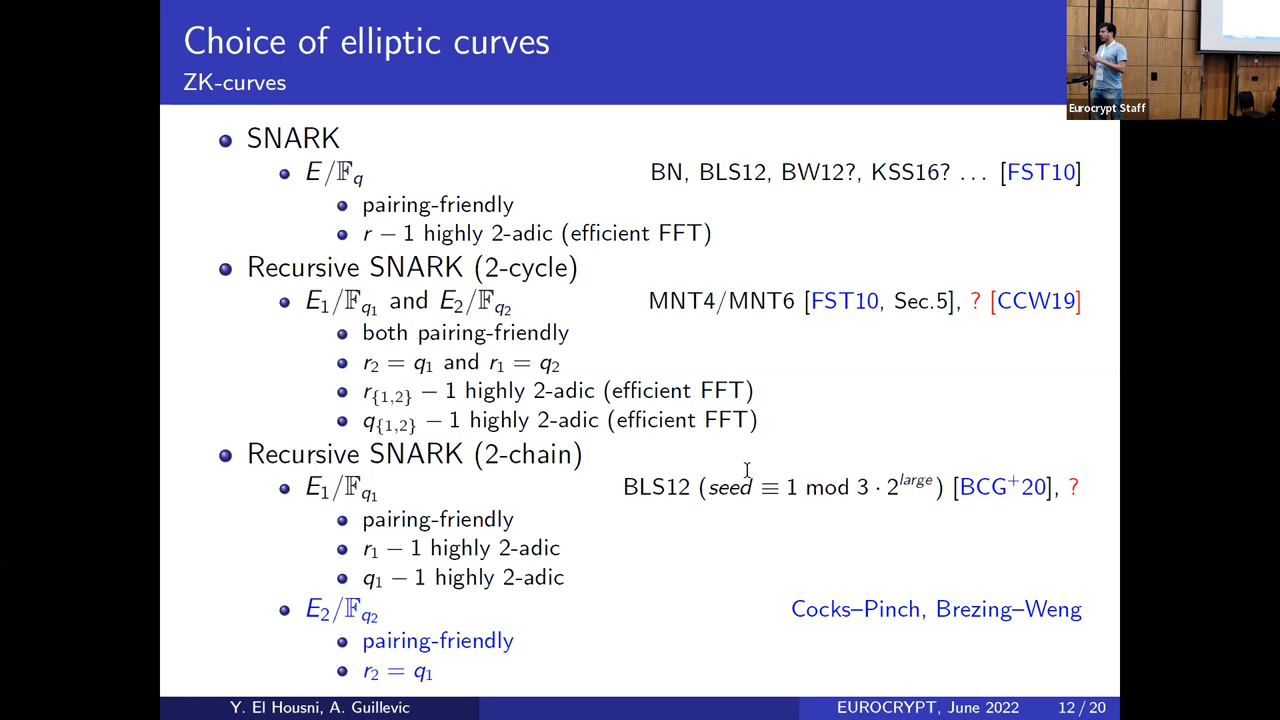 Choice of elliptic curves
ZK-curves
Eurocrypt Staff
SNARK
E/𝔽q BN, BLS12, BW12?, KSS16? ... [FST10]
pairing-friendly
r − 1 highly 2-adic (efficient FFT)
Recursive SNARK (2-cycle)
E₁/𝔽q₁ and E₂/𝔽q₂ MNT4/MNT6 [FST10, Sec.5], ? [CCW19]
both pairing-friendly
r₂ = q₁ and r₁ = q₂
r{1,2} − 1 highly 2-adic (efficient FFT)
q{1,2} − 1 highly 2-adic (efficient FFT)
Recursive SNARK (2-chain)
E₁/𝔽q₁ BLS12 (seed ≡ 1 mod 3 · 2^large) [BCG⁺20], ?
pairing-friendly
r₁ − 1 highly 2-adic
q₁ − 1 highly 2-adic
E₂/𝔽q₂ Cocks–Pinch, Brezing–Weng
pairing-friendly
r₂ = q₁
Y. El Housni, A. Guillevic EUROCRYPT, June 2022 12 / 20